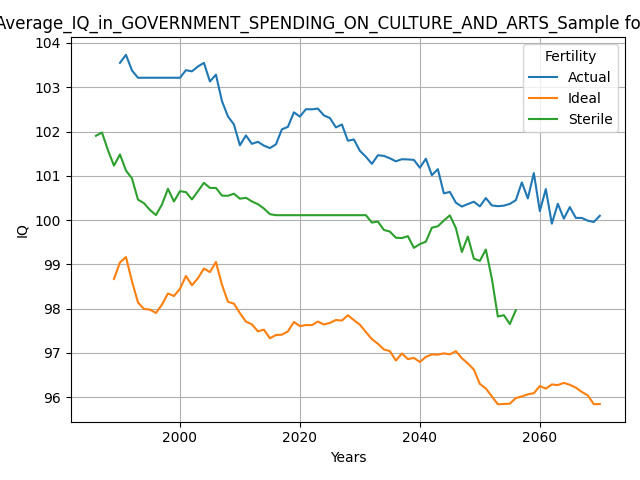 Average_IQ_in_GOVERNMENT_SPENDING_ON_CULTURE_AND_ARTS_Sample fo
104
103
102
101
100
99
98
97
96
IQ
Fertility
Actual
Ideal
Sterile
2000
2020
2040
2060
Years